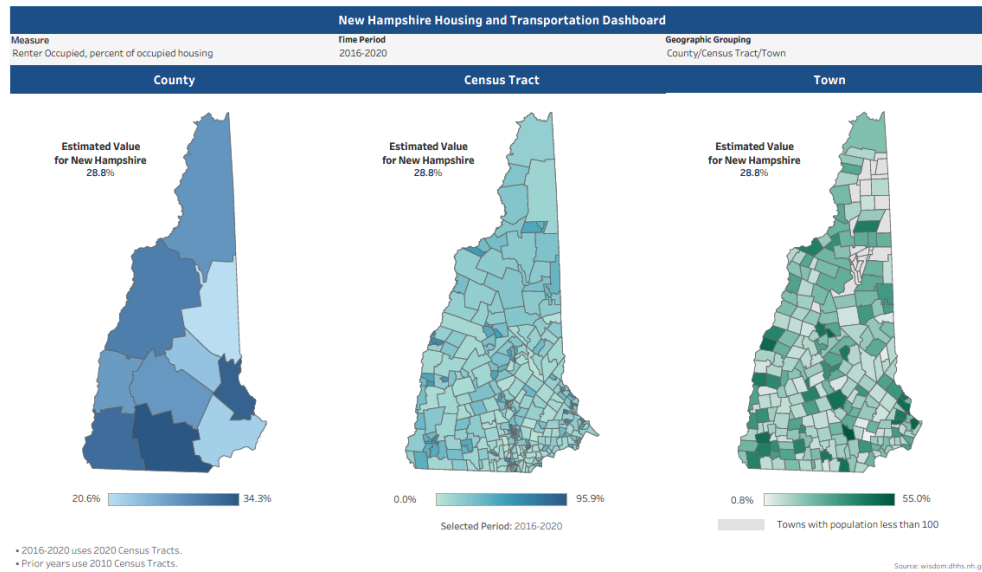 New Hampshire Housing and Transportation Dashboard
Measure Time Period Geographic Grouping
Renter Occupied, percent of occupied housing 2016-2020 County/Census Tract/Town
County Census Tract Town
Estimated Value
for New Hampshire
28.8%
Estimated Value
for New Hampshire
28.8%
Estimated Value
for New Hampshire
28.8%
20.6% 34.3%
0.0% 95.9%
0.8% 55.0%
Selected Period: 2016-2020
Towns with population less than 100
• 2016-2020 uses 2020 Census Tracts.
• Prior years use 2010 Census Tracts.
Source: wisdom.dhhs.nh.g